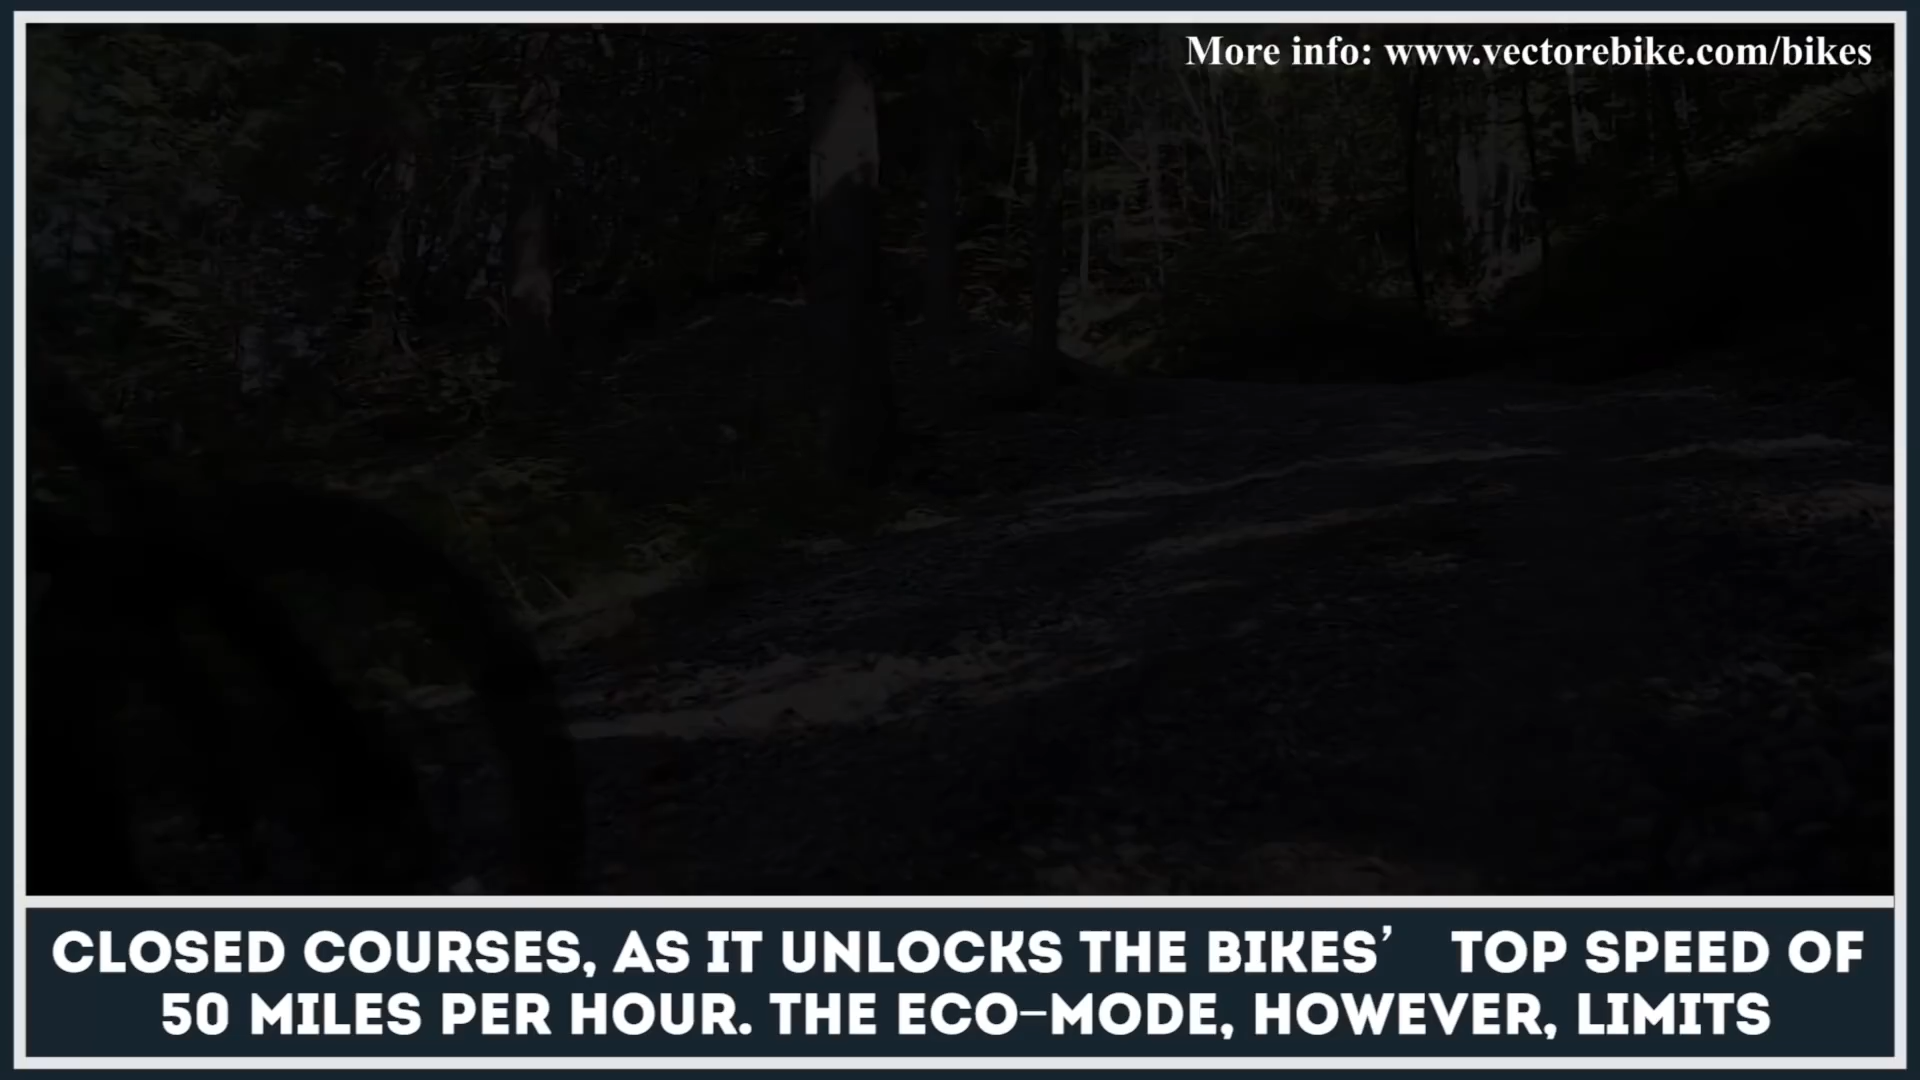 More info: www.vectorebike.com/bikes
CLOSED COURSES, AS IT UNLOCKS THE BIKES’ TOP SPEED OF
50 MILES PER HOUR. THE ECO-MODE, HOWEVER, LIMITS